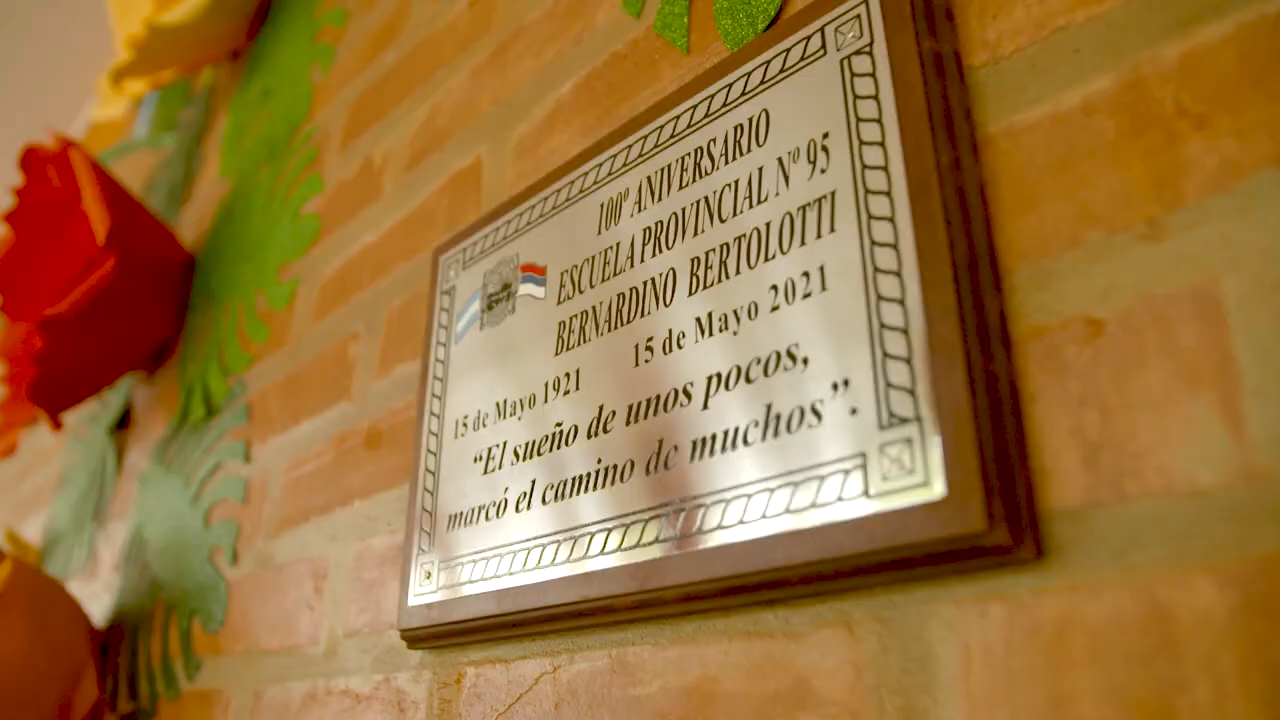 100º ANIVERSARIO
ESCUELA PROVINCIAL Nº 95
BERNARDINO BERTOLOTTI
15 de Mayo 1921 15 de Mayo 2021
“El sueño de unos pocos,
marcó el camino de muchos”.